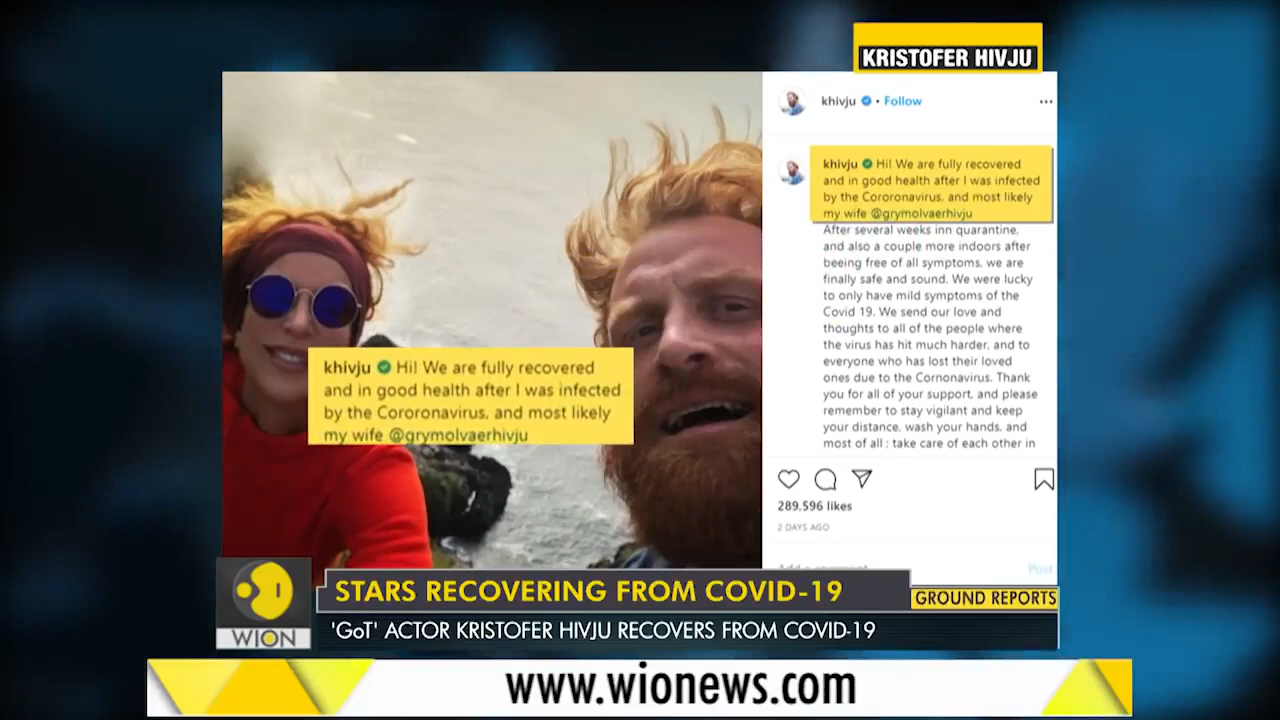 KRISTOFER HIVJU
khivju • Follow
khivju Hi! We are fully recovered
and in good health after I was infected
by the Cororonavirus, and most likely
my wife @grymolvaerhivju
After several weeks inn quarantine,
and also a couple more indoors after
beeing free of all symptoms, we are
finally safe and sound. We were lucky
to only have mild symptoms of the
Covid 19. We send our love and
thoughts to all of the people where
the virus has hit much harder, and to
everyone who has lost their loved
ones due to the Cornonavirus. Thank
you for all of your support, and please
remember to stay vigilant and keep
your distance, wash your hands, and
most of all ; take care of each other in
khivju Hi! We are fully recovered
and in good health after I was infected
by the Cororonavirus, and most likely
my wife @grymolvaerhivju
289,596 likes
2 DAYS AGO
Add a comment
Post
STARS RECOVERING FROM COVID-19
GROUND REPORTS
'GoT' ACTOR KRISTOFER HIVJU RECOVERS FROM COVID-19
WION
www.wionews.com